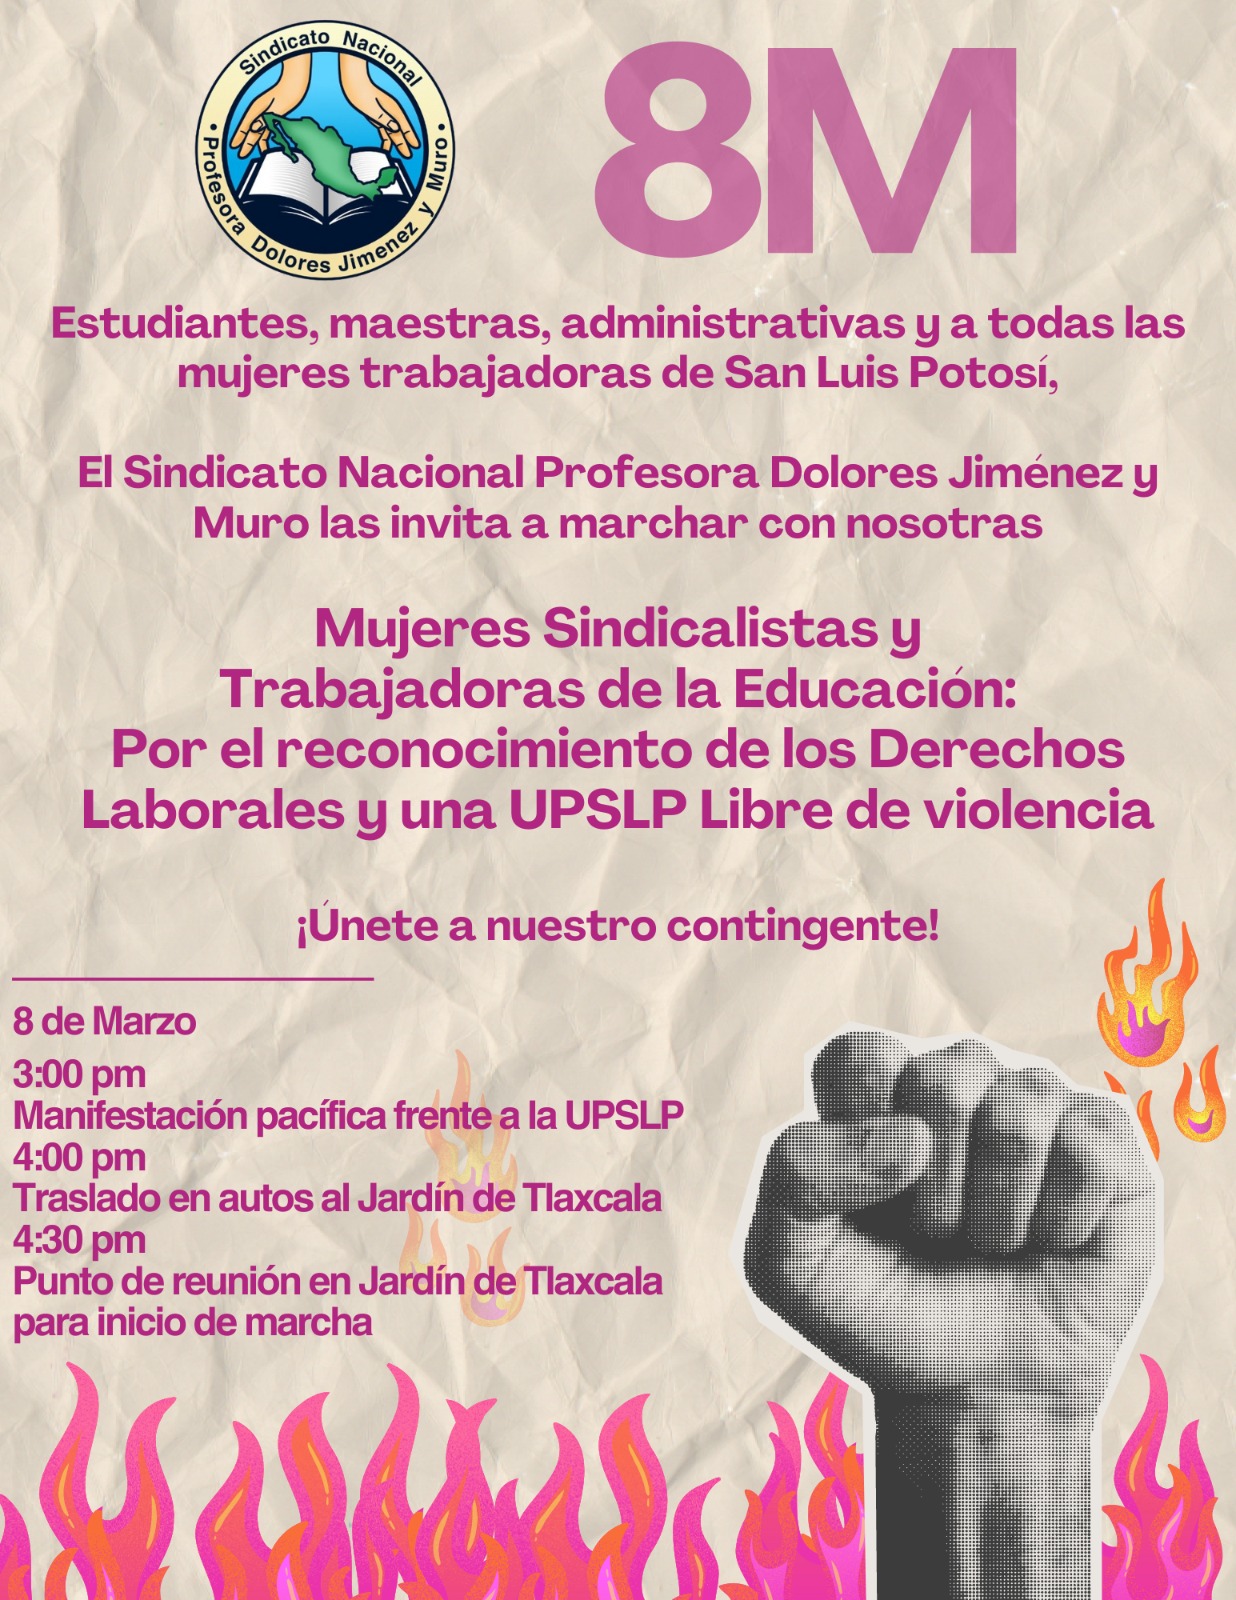 Sindicato Nacional
• Profesora Dolores Jimenez y Muro •
8M
Estudiantes, maestras, administrativas y a todas las
mujeres trabajadoras de San Luis Potosí,
El Sindicato Nacional Profesora Dolores Jiménez y
Muro las invita a marchar con nosotras
Mujeres Sindicalistas y
Trabajadoras de la Educación:
Por el reconocimiento de los Derechos
Laborales y una UPSLP Libre de violencia
¡Únete a nuestro contingente!
8 de Marzo
3:00 pm
Manifestación pacífica frente a la UPSLP
4:00 pm
Traslado en autos al Jardín de Tlaxcala
4:30 pm
Punto de reunión en Jardín de Tlaxcala
para inicio de marcha